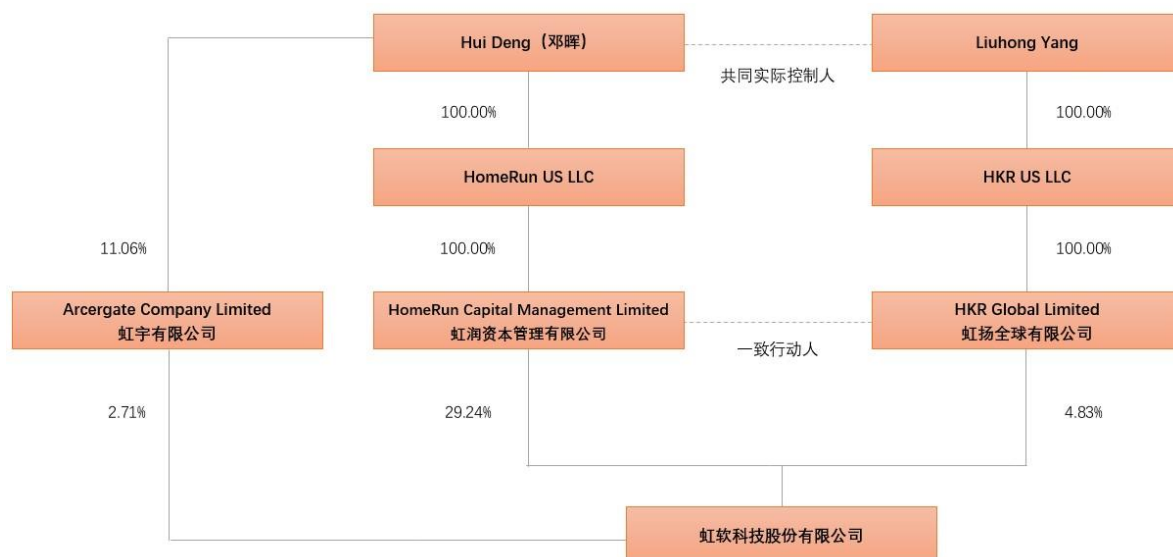 Hui Deng（邓晖）
Liuhong Yang
共同实际控制人
100.00%
100.00%
HomeRun US LLC
HKR US LLC
11.06%
100.00%
100.00%
Arcergate Company Limited
虹宇有限公司
HomeRun Capital Management Limited
虹润资本管理有限公司
HKR Global Limited
虹扬全球有限公司
一致行动人
2.71%
29.24%
4.83%
虹软科技股份有限公司